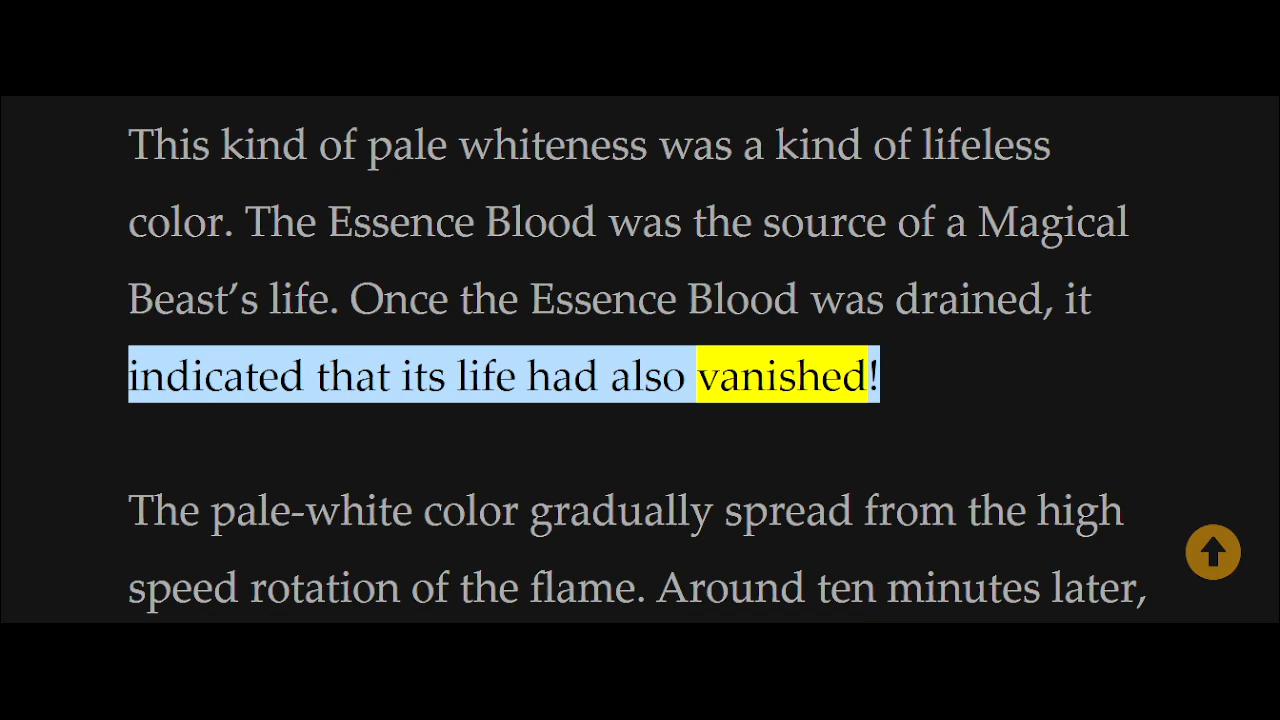 This kind of pale whiteness was a kind of lifeless
color. The Essence Blood was the source of a Magical
Beast’s life. Once the Essence Blood was drained, it
indicated that its life had also vanished!
The pale-white color gradually spread from the high
speed rotation of the flame. Around ten minutes later,